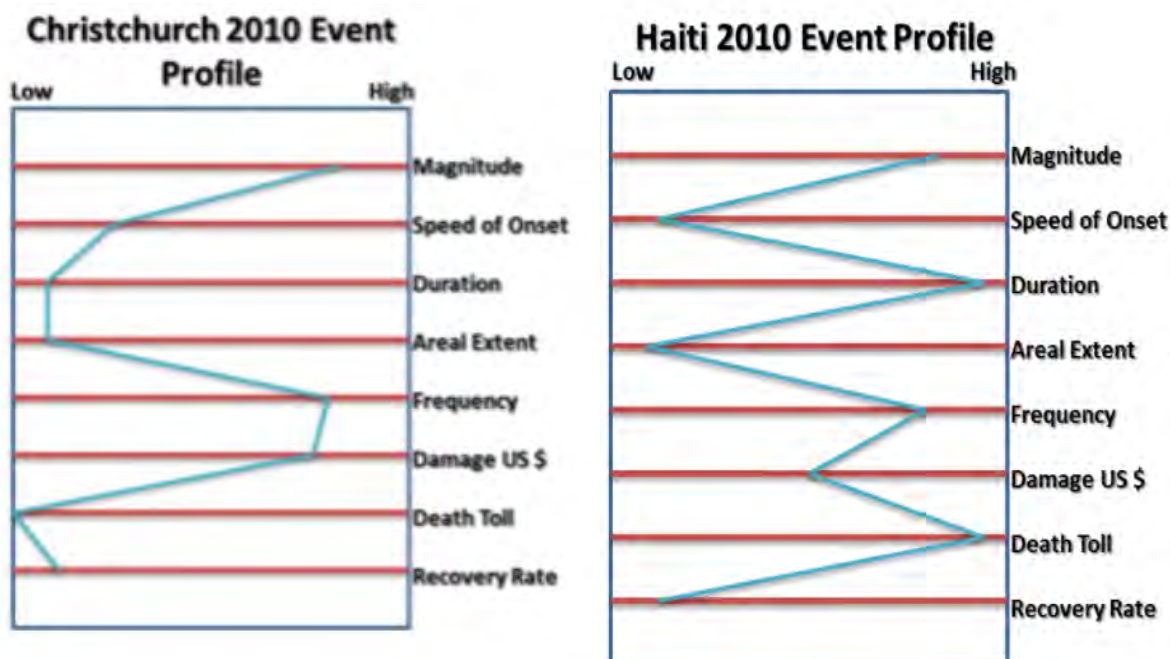 Christchurch 2010 Event
Profile
Low High
Magnitude
Speed of Onset
Duration
Areal Extent
Frequency
Damage US $
Death Toll
Recovery Rate
Haiti 2010 Event Profile
Low High
Magnitude
Speed of Onset
Duration
Areal Extent
Frequency
Damage US $
Death Toll
Recovery Rate